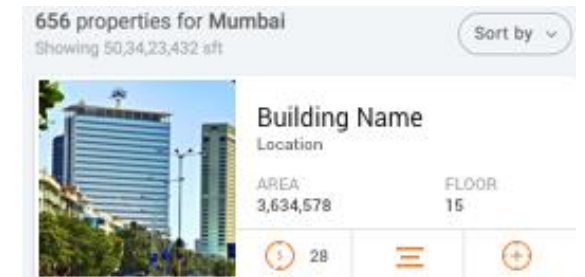 656 properties for Mumbai
Sort by
Showing 50,34,23,432 sft
Building Name
Location
AREA FLOOR
3,634,578 15
28